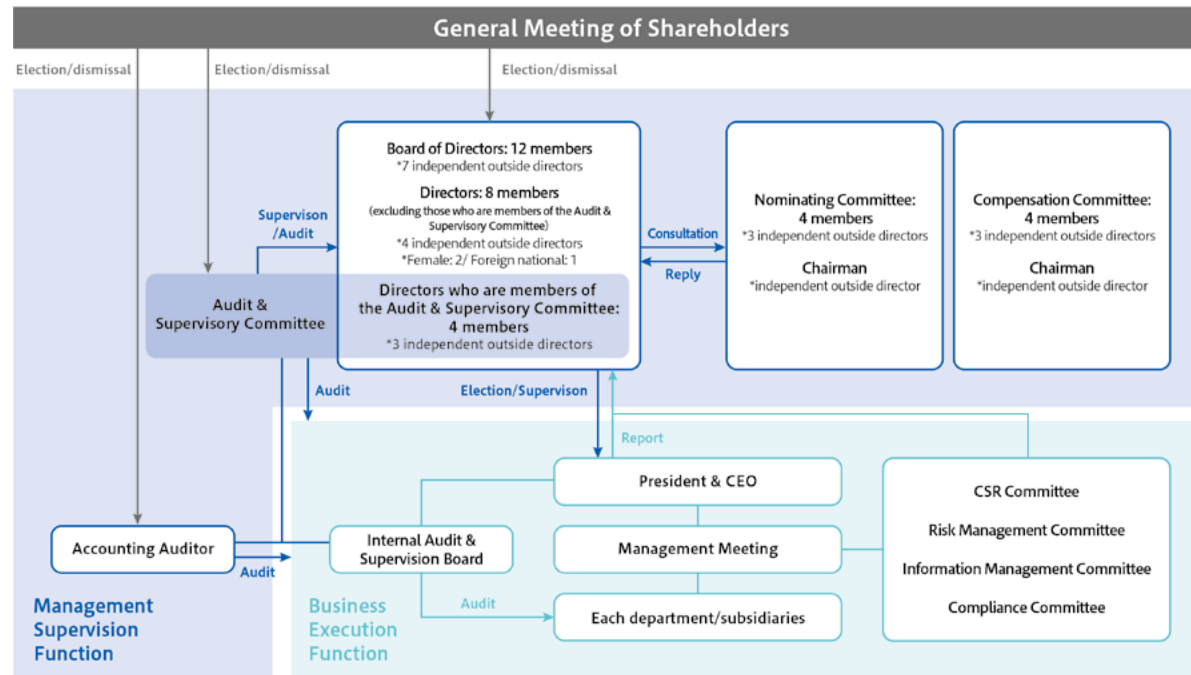 General Meeting of Shareholders
Election/dismissal
Election/dismissal
Election/dismissal
Board of Directors: 12 members
*7 independent outside directors
Directors: 8 members
(excluding those who are members of the Audit &
Supervisory Committee)
*4 independent outside directors
*Female: 2/ Foreign national: 1
Directors who are members of
the Audit & Supervisory Committee:
4 members
*3 independent outside directors
Supervison
/Audit
Audit &
Supervisory Committee
Consultation
Reply
Nominating Committee:
4 members
*3 independent outside directors
Chairman
*independent outside director
Compensation Committee:
4 members
*3 independent outside directors
Chairman
*independent outside director
Audit
Election/Supervison
Report
President & CEO
Accounting Auditor
Audit
Internal Audit &
Supervision Board
Management Meeting
Audit
Each department/subsidiaries
CSR Committee
Risk Management Committee
Information Management Committee
Compliance Committee
Management
Supervision
Function
Business
Execution
Function